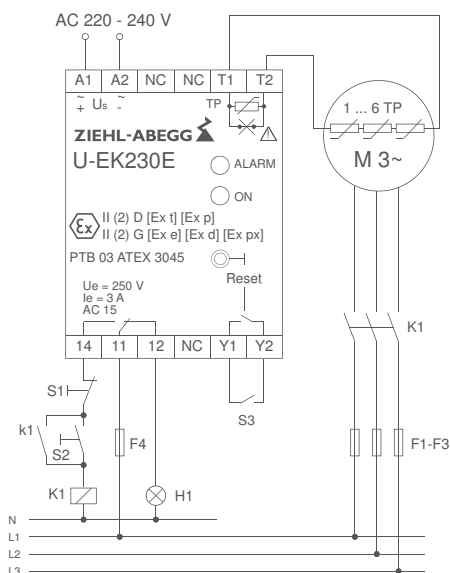 AC 220 - 240 V
A1 A2 NC NC T1 T2
~ ~
+ Us -
TP
1 ... 6 TP
M 3~
ZIEHL-ABEGG
U-EK230E
ALARM
ON
Ex II (2) D [Ex t] [Ex p]
II (2) G [Ex e] [Ex d] [Ex px]
PTB 03 ATEX 3045
Reset
Ue = 250 V
Ie = 3 A
AC 15
K1
14 11 12 NC Y1 Y2
S1
S3
k1
S2
F4
F1-F3
K1
H1
N
L1
L2
L3